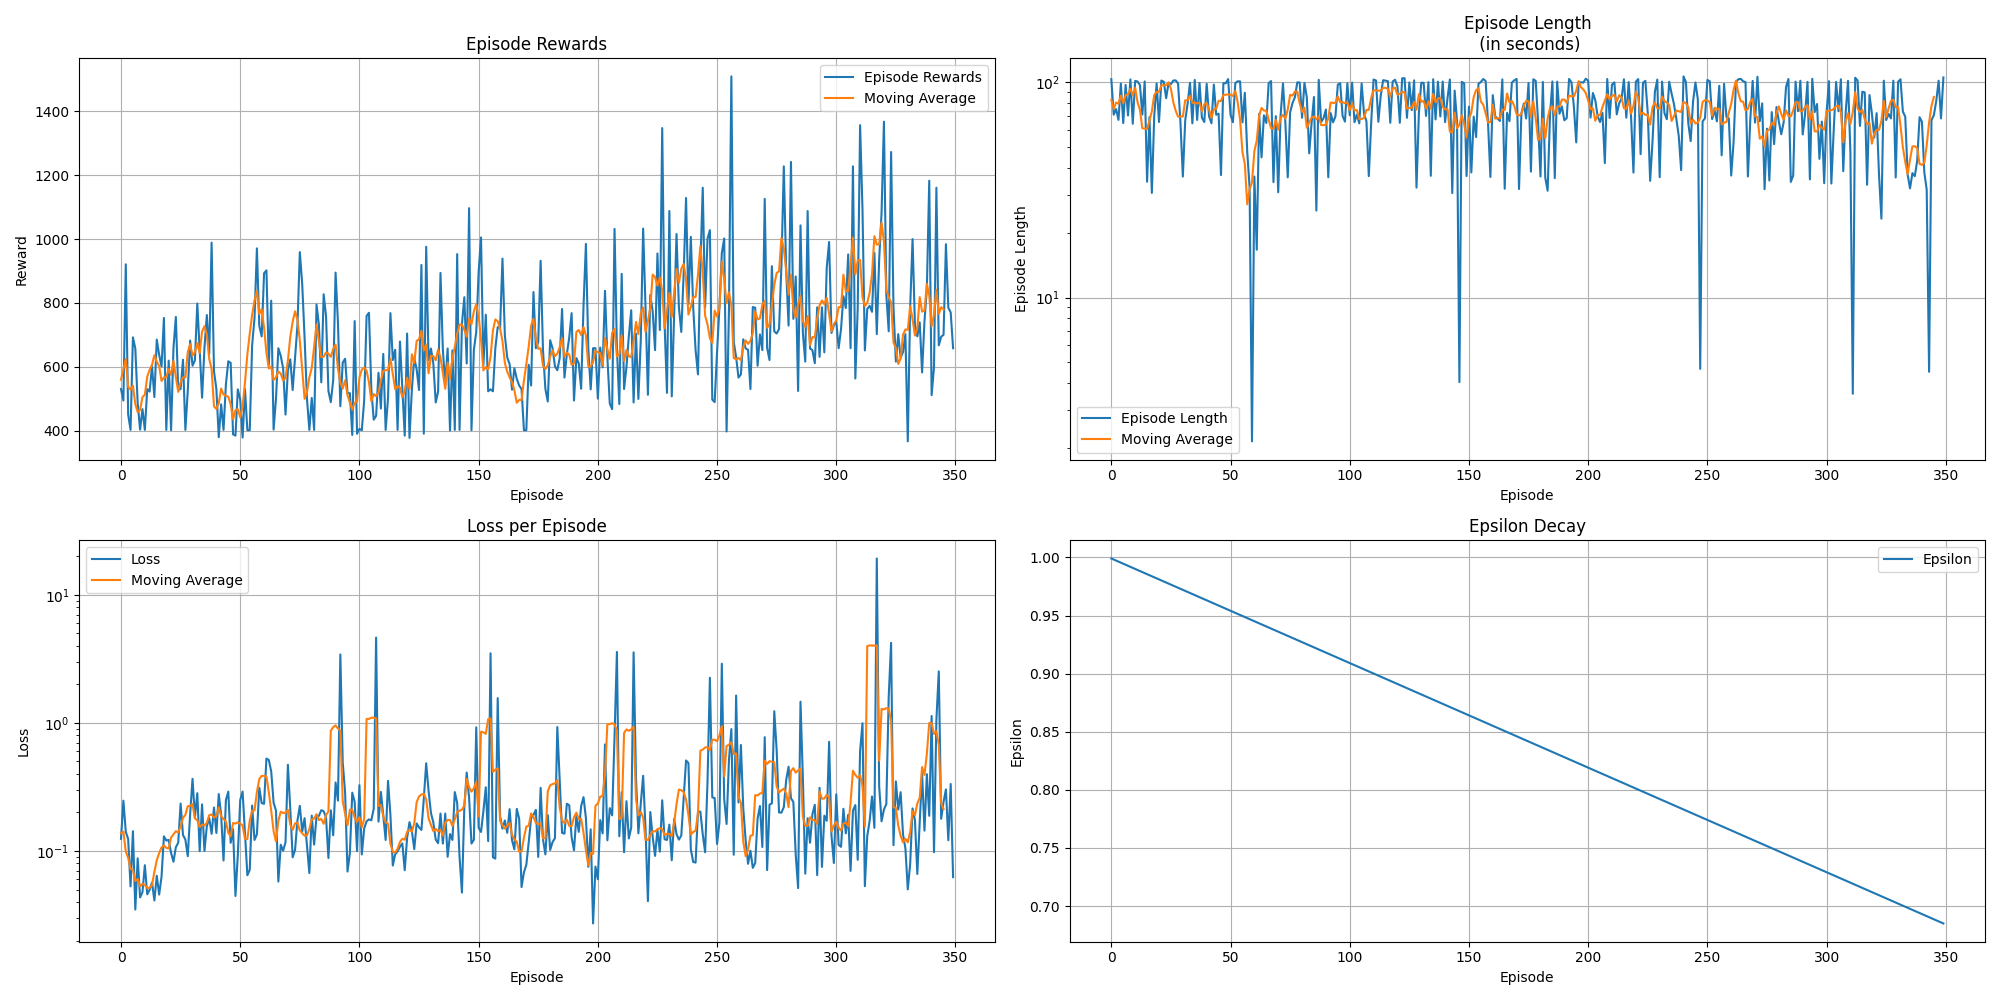 Episode Rewards
Episode Rewards
Moving Average
1400
1200
1000
800
600
400
Reward
0 50 100 150 200 250 300 350
Episode
Episode Length
(in seconds)
10²
10¹
Episode Length
Episode Length
Moving Average
0 50 100 150 200 250 300 350
Episode
Loss per Episode
Loss
Moving Average
10¹
10⁰
10⁻¹
Loss
0 50 100 150 200 250 300 350
Episode
Epsilon Decay
Epsilon
1.00
0.95
0.90
0.85
0.80
0.75
0.70
Epsilon
0 50 100 150 200 250 300 350
Episode